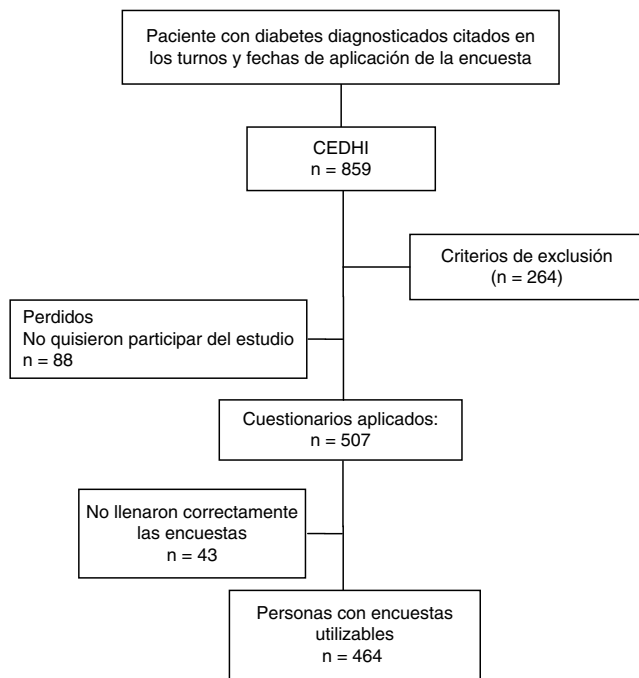 Paciente con diabetes diagnosticados citados en
los turnos y fechas de aplicación de la encuesta
CEDHI
n = 859
Criterios de exclusión
(n = 264)
Perdidos
No quisieron participar del estudio
n = 88
Cuestionarios aplicados:
n = 507
No llenaron correctamente
las encuestas
n = 43
Personas con encuestas
utilizables
n = 464